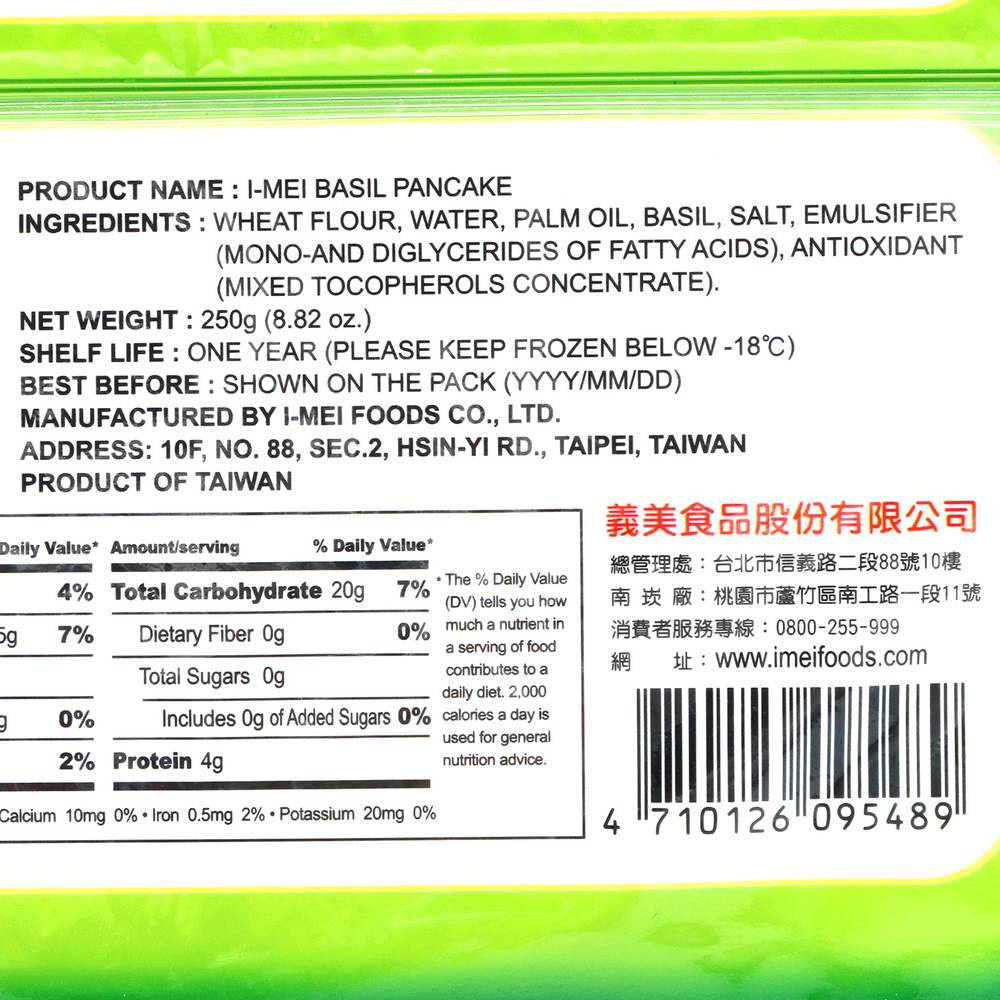 PRODUCT NAME : I-MEI BASIL PANCAKE
INGREDIENTS : WHEAT FLOUR, WATER, PALM OIL, BASIL, SALT, EMULSIFIER
(MONO-AND DIGLYCERIDES OF FATTY ACIDS), ANTIOXIDANT
(MIXED TOCOPHEROLS CONCENTRATE).
NET WEIGHT : 250g (8.82 oz.)
SHELF LIFE : ONE YEAR (PLEASE KEEP FROZEN BELOW -18℃)
BEST BEFORE : SHOWN ON THE PACK (YYYY/MM/DD)
MANUFACTURED BY I-MEI FOODS CO., LTD.
ADDRESS: 10F, NO. 88, SEC.2, HSIN-YI RD., TAIPEI, TAIWAN
PRODUCT OF TAIWAN
Daily Value* Amount/serving % Daily Value*
4% Total Carbohydrate 20g 7%
5g 7% Dietary Fiber 0g 0%
Total Sugars 0g
g 0% Includes 0g of Added Sugars 0%
2% Protein 4g
Calcium 10mg 0% • Iron 0.5mg 2% • Potassium 20mg 0%
* The % Daily Value
(DV) tells you how
much a nutrient in
a serving of food
contributes to a
daily diet. 2,000
calories a day is
used for general
nutrition advice.
義美食品股份有限公司
總管理處：台北市信義路二段88號10樓
南崁廠：桃園市蘆竹區南工路一段11號
消費者服務專線：0800-255-999
網址：www.imeifoods.com
4 710126 095489